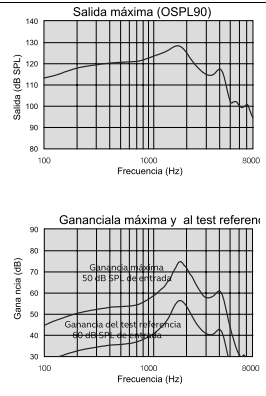 Salida máxima (OSPL90)
140
130
120
110
100
90
80
Salida (dB SPL)
100 1000 8000
Frecuencia (Hz)
Gananciala máxima y al test referen
90
80
70
60
50
40
30
Gana ncia (dB)
Ganancia máxima
50 dB SPL de entrada
Ganancia del test referencia
60 dB SPL de entrada
100 1000 8000
Frecuencia (Hz)